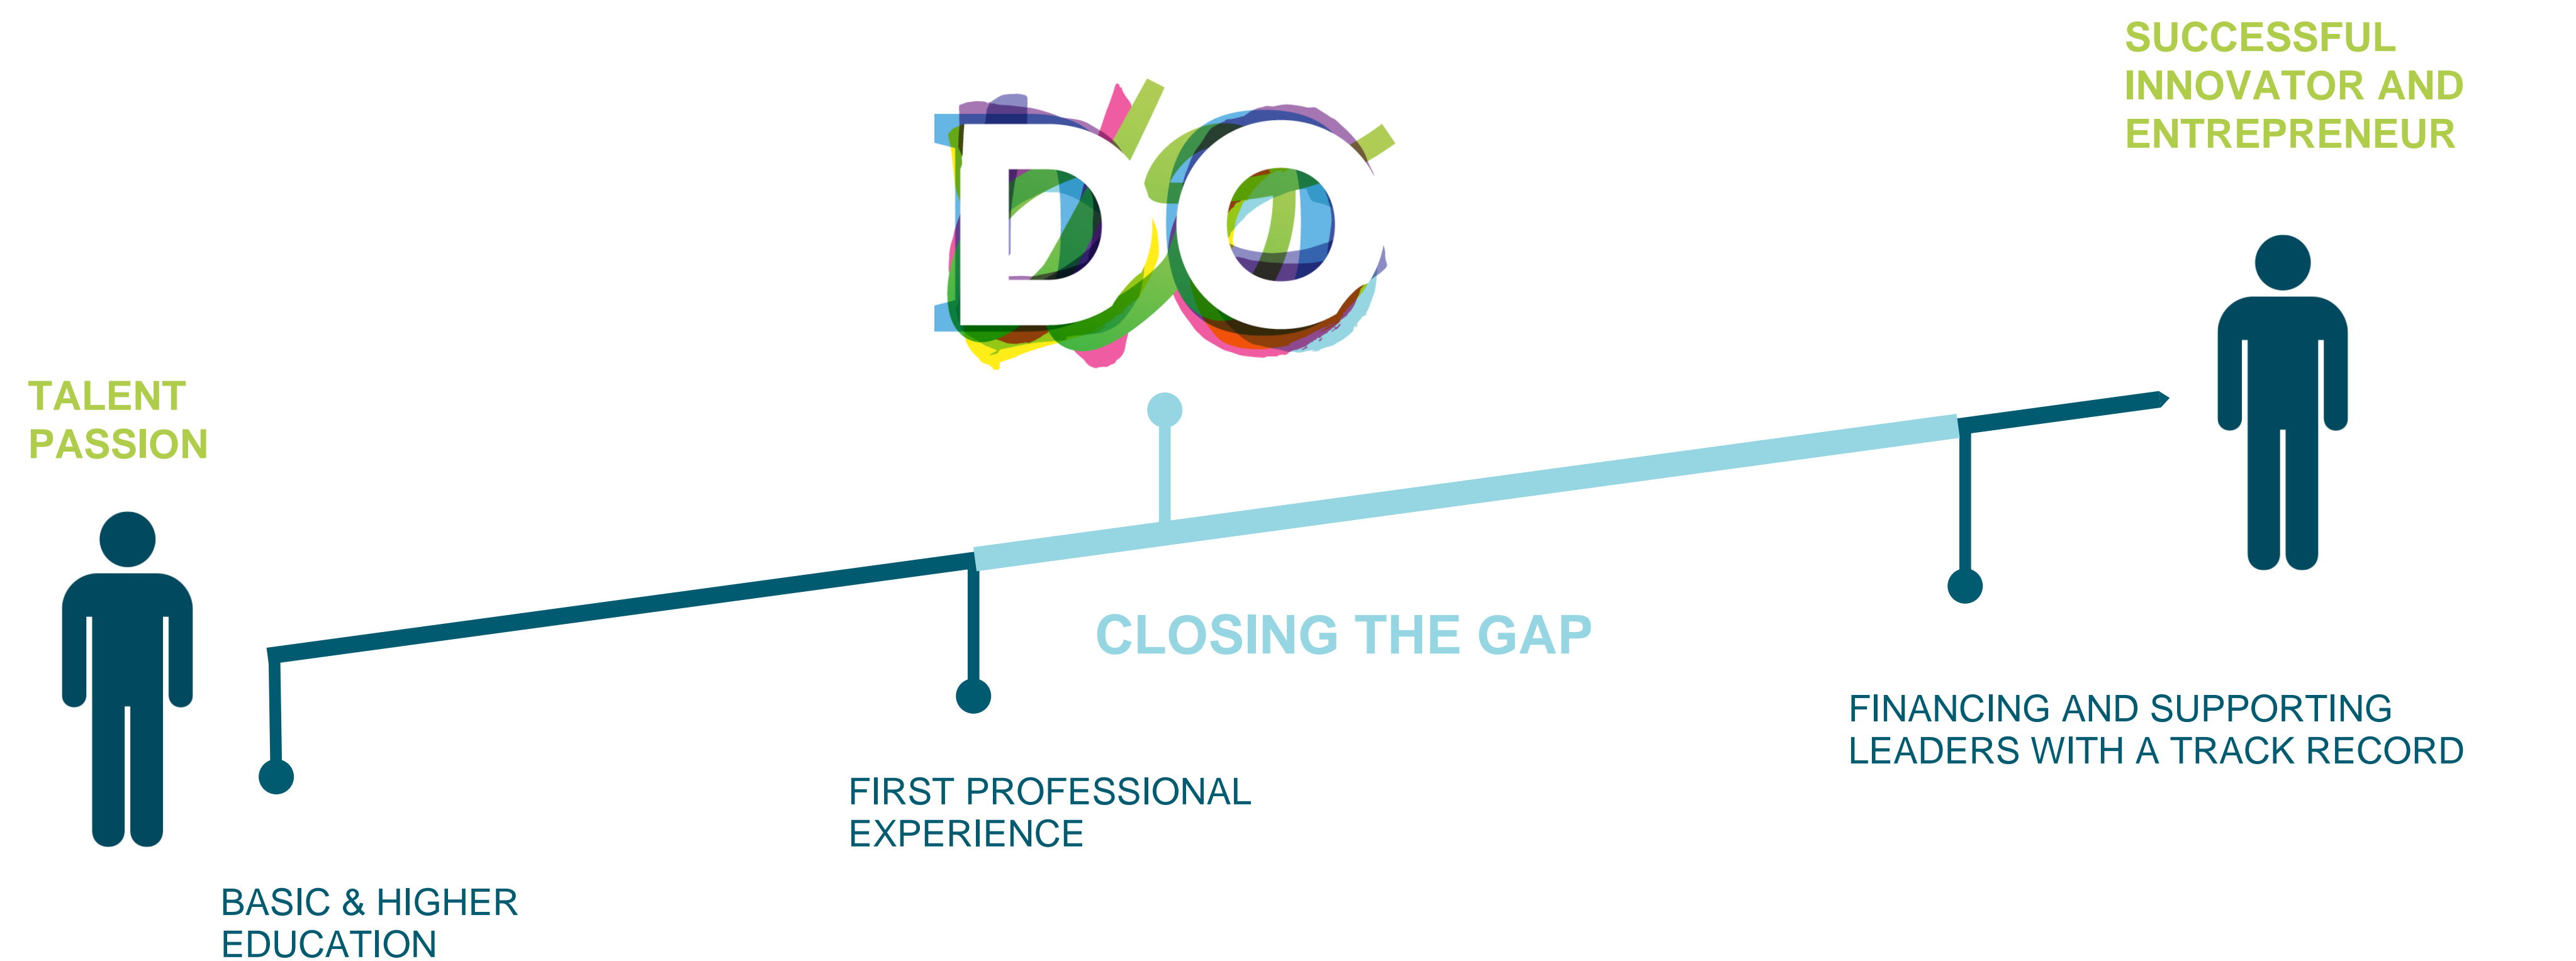 SUCCESSFUL
INNOVATOR AND
ENTREPRENEUR
DO
TALENT
PASSION
CLOSING THE GAP
FINANCING AND SUPPORTING
LEADERS WITH A TRACK RECORD
FIRST PROFESSIONAL
EXPERIENCE
BASIC & HIGHER
EDUCATION